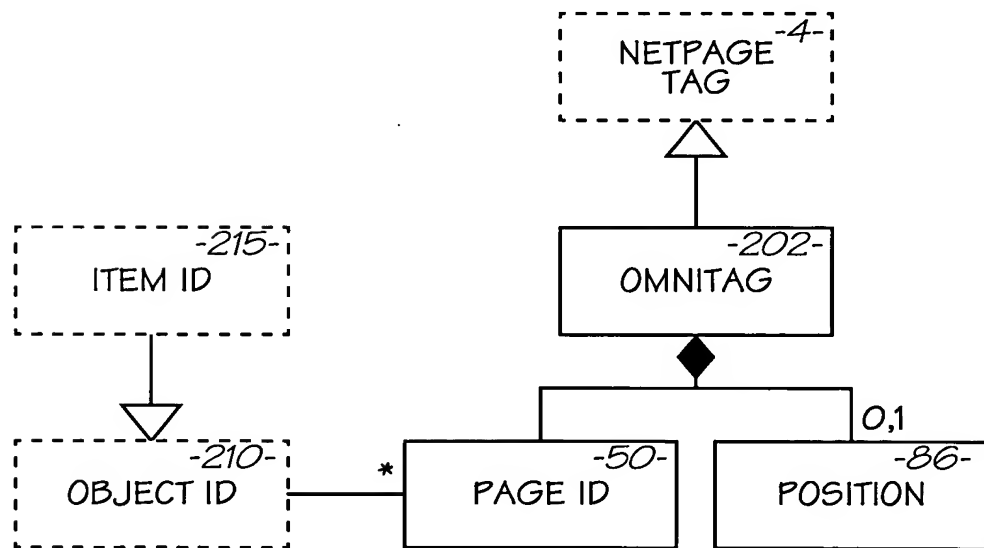 -4-
NETPAGE
TAG
-215-
ITEM ID
-202-
OMNITAG
0,1
-210-
OBJECT ID
*
-50-
PAGE ID
-86-
POSITION